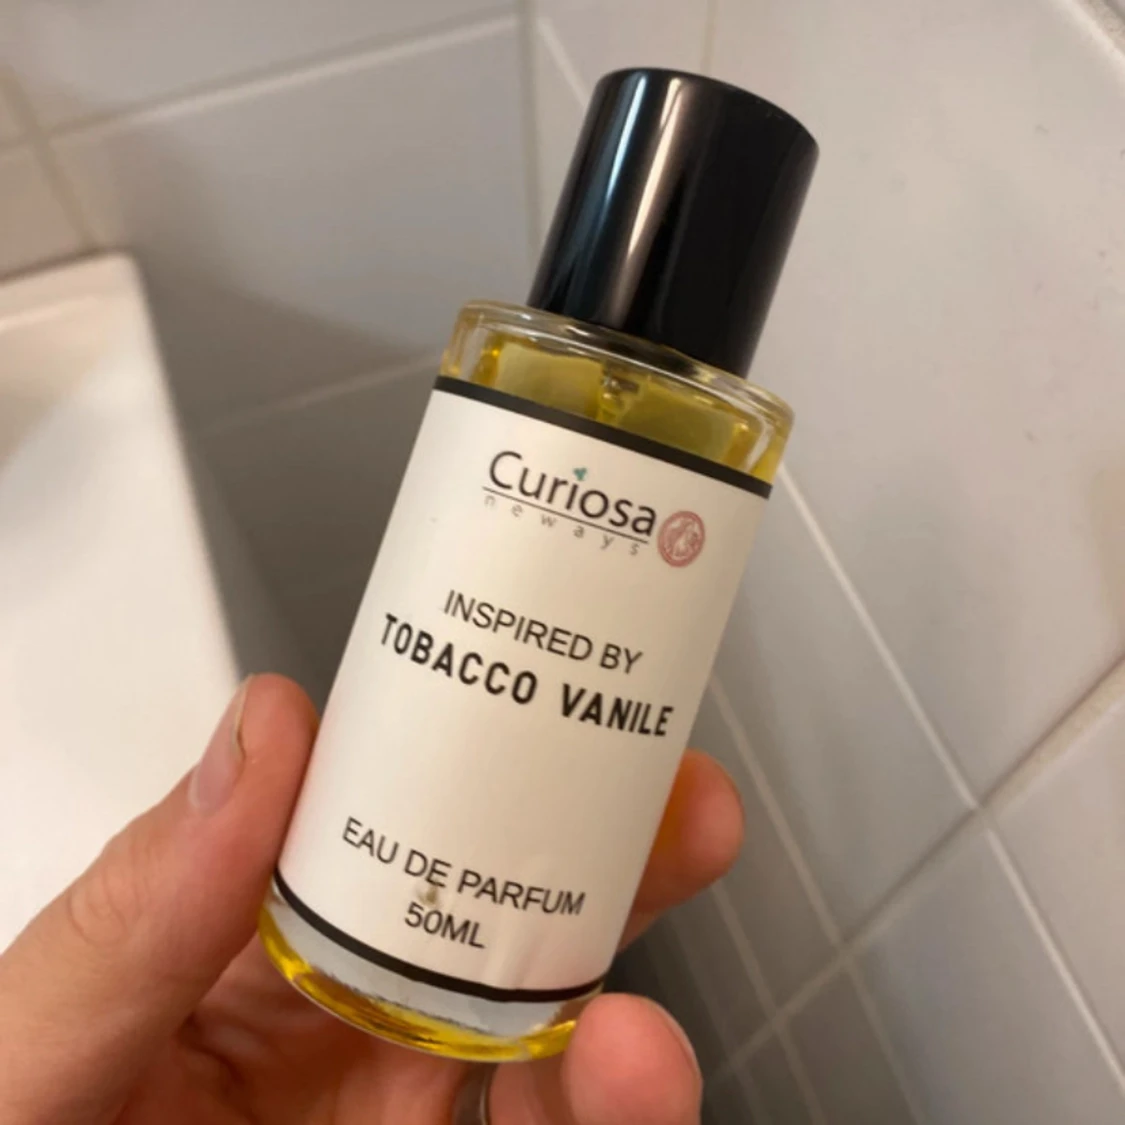 Curiosa
neways
INSPIRED BY
TOBACCO VANILE
EAU DE PARFUM
50ML